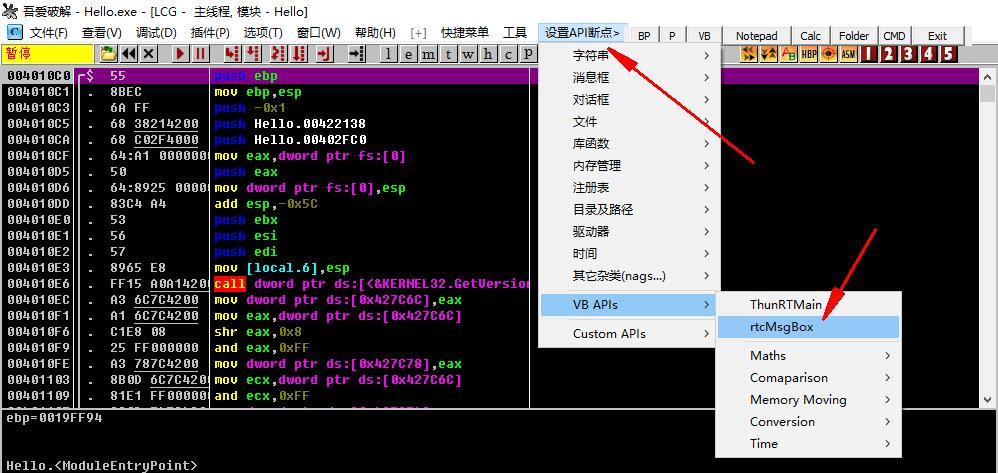 吾爱破解 - Hello.exe - [LCG - 主线程, 模块 - Hello]
C 文件(F) 查看(V) 调试(D) 插件(P) 选项(T) 窗口(W) 帮助(H) [+] 快捷菜单 工具 设置API断点> BP P VB Notepad Calc Folder CMD Exit
暂停 l e m t w h c p HBP ASM 1 2 3 4 5
004010C0 $ 55 push ebp
004010C1 . 8BEC mov ebp,esp
004010C3 . 6A FF push -0x1
004010C5 . 68 38214200 push Hello.00422138
004010CA . 68 C02F4000 push Hello.00402FC0
004010CF . 64:A1 0000000 mov eax,dword ptr fs:[0]
004010D5 . 50 push eax
004010D6 . 64:8925 00000 mov dword ptr fs:[0],esp
004010DD . 83C4 A4 add esp,-0x5C
004010E0 . 53 push ebx
004010E1 . 56 push esi
004010E2 . 57 push edi
004010E3 . 8965 E8 mov [local.6],esp
004010E6 . FF15 A0A14200 call dword ptr ds:[<&KERNEL32.GetVersion
004010EC . A3 6C7C4200 mov dword ptr ds:[0x427C6C],eax
004010F1 . A1 6C7C4200 mov eax,dword ptr ds:[0x427C6C]
004010F6 . C1E8 08 shr eax,0x8
004010F9 . 25 FF000000 and eax,0xFF
004010FE . A3 787C4200 mov dword ptr ds:[0x427C78],eax
00401103 . 8B0D 6C7C4200 mov ecx,dword ptr ds:[0x427C6C]
00401109 . 81E1 FF000000 and ecx,0xFF
字符串
消息框
对话框
文件
库函数
内存管理
注册表
目录及路径
驱动器
时间
其它杂类(nags...)
VB APIs
Custom APIs
ThunRTMain
rtcMsgBox
Maths
Comaparison
Memory Moving
Conversion
Time
ebp=0019FF94
Hello.<ModuleEntryPoint>